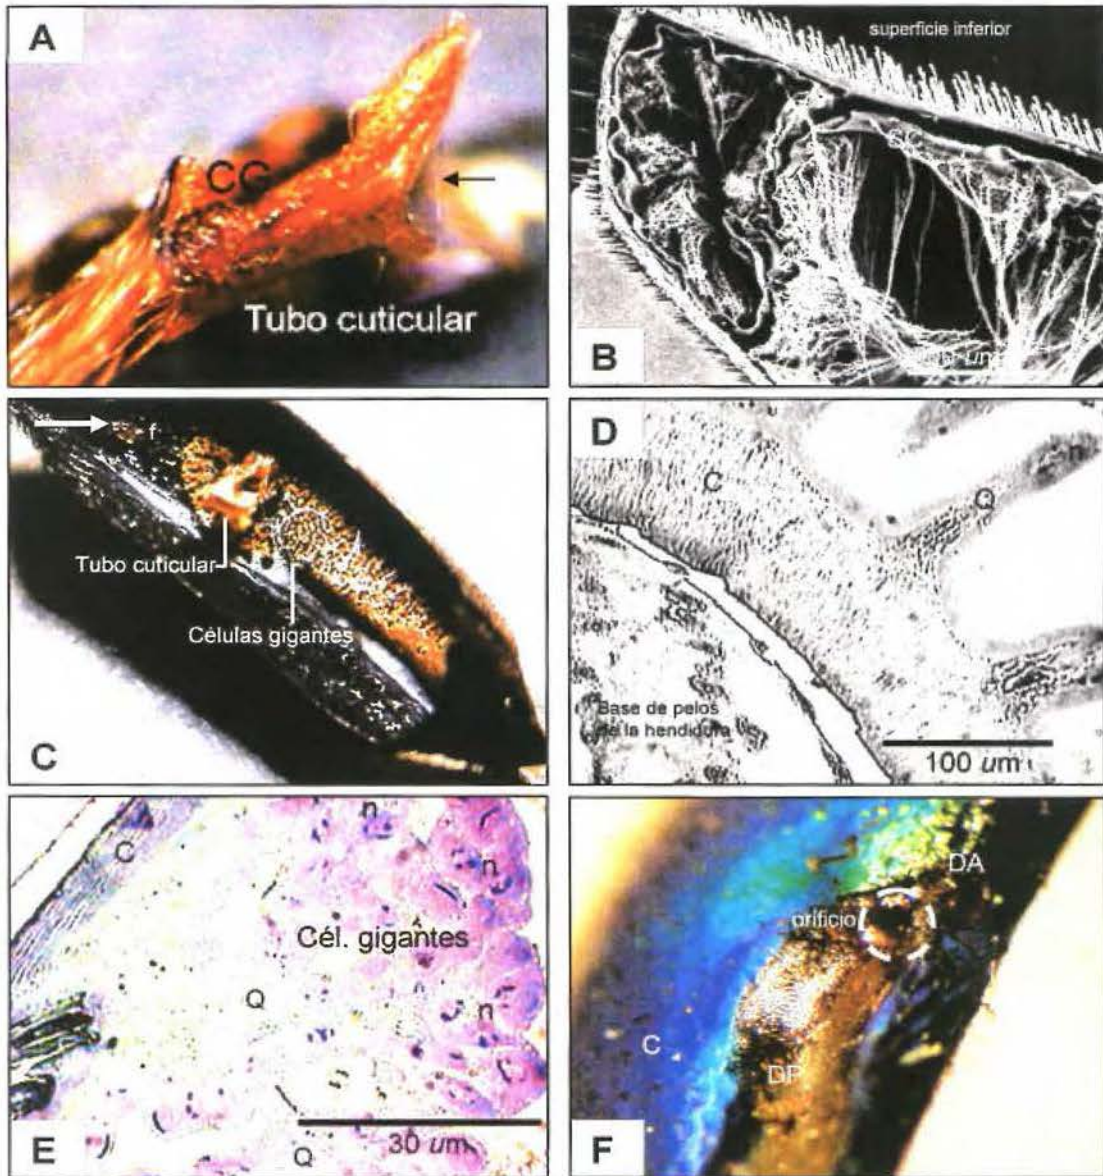 A
CG
Tubo cuticular
superficie inferior
B
f
Tubo cuticular
Células gigantes
C
D
C
n
Q
Base de pelos
de la hendidura
100 um
C
n
n
Cél. gigantes
Q
n
E
30 um
Q
DA
orificio
C
DP
F